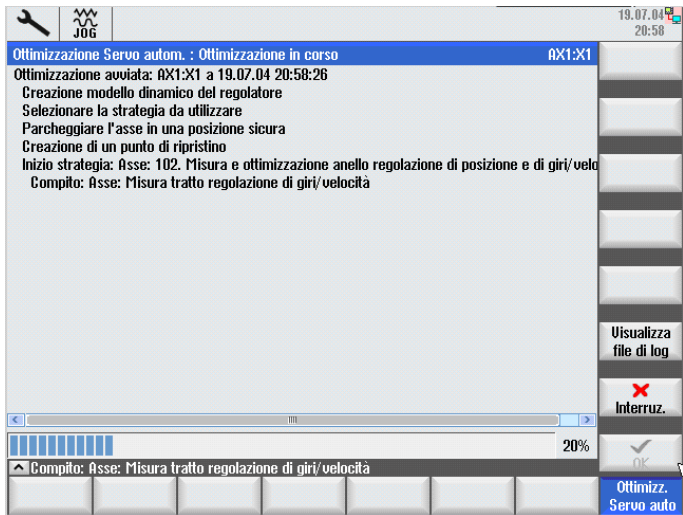 JOG
19.07.04
20:58
Ottimizzazione Servo autom. : Ottimizzazione in corso AX1:X1
Ottimizzazione avviata: AX1:X1 a 19.07.04 20:58:26
Creazione modello dinamico del regolatore
Selezionare la strategia da utilizzare
Parcheggiare l'asse in una posizione sicura
Creazione di un punto di ripristino
Inizio strategia: Asse: 102. Misura e ottimizzazione anello regolazione di posizione e di giri/velo
Compito: Asse: Misura tratto regolazione di giri/velocità
Visualizza
file di log
Interruz.
20%
OK
Compito: Asse: Misura tratto regolazione di giri/velocità
Ottimizz.
Servo auto